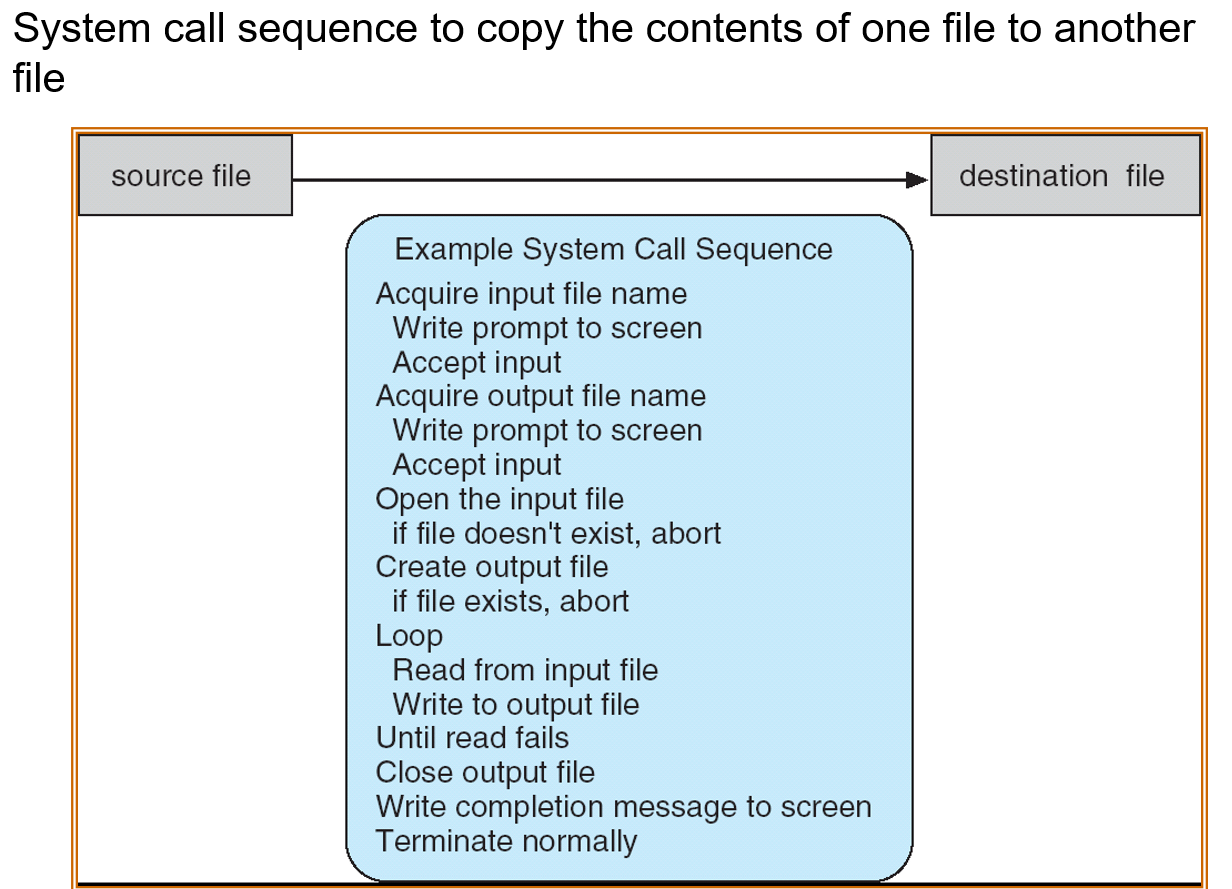 System call sequence to copy the contents of one file to another
file
source file
destination file
Example System Call Sequence
Acquire input file name
Write prompt to screen
Accept input
Acquire output file name
Write prompt to screen
Accept input
Open the input file
if file doesn't exist, abort
Create output file
if file exists, abort
Loop
Read from input file
Write to output file
Until read fails
Close output file
Write completion message to screen
Terminate normally